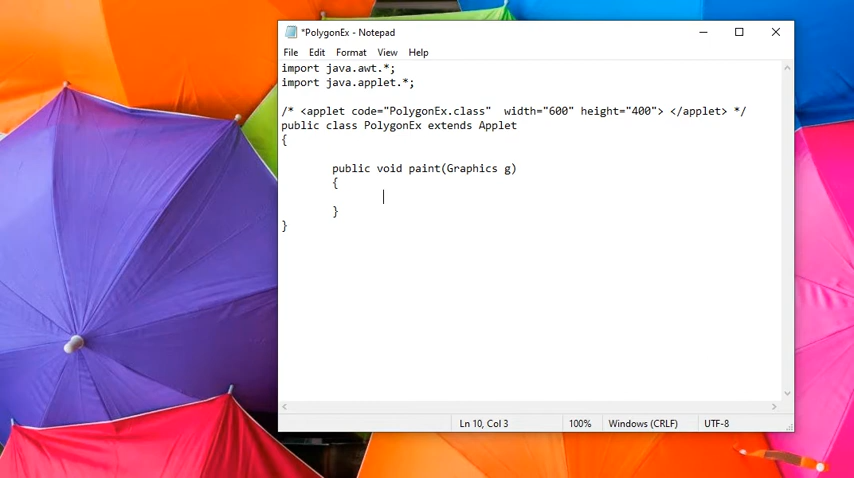 *PolygonEx - Notepad
File Edit Format View Help
import java.awt.*;
import java.applet.*;
/* <applet code="PolygonEx.class"  width="600" height="400"> </applet> */
public class PolygonEx extends Applet
{
public void paint(Graphics g)
{
}
}
Ln 10, Col 3 100% Windows (CRLF) UTF-8